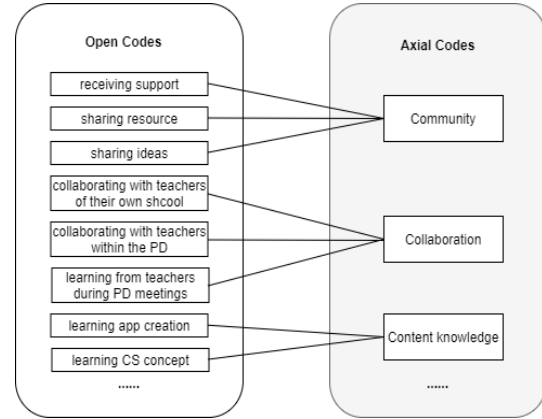 Open Codes
receiving support
sharing resource
sharing ideas
collaborating with teachers
of their own shcool
collaborating with teachers
within the PD
learning from teachers
during PD meetings
learning app creation
learning CS concept
......
Axial Codes
Community
Collaboration
Content knowledge
......